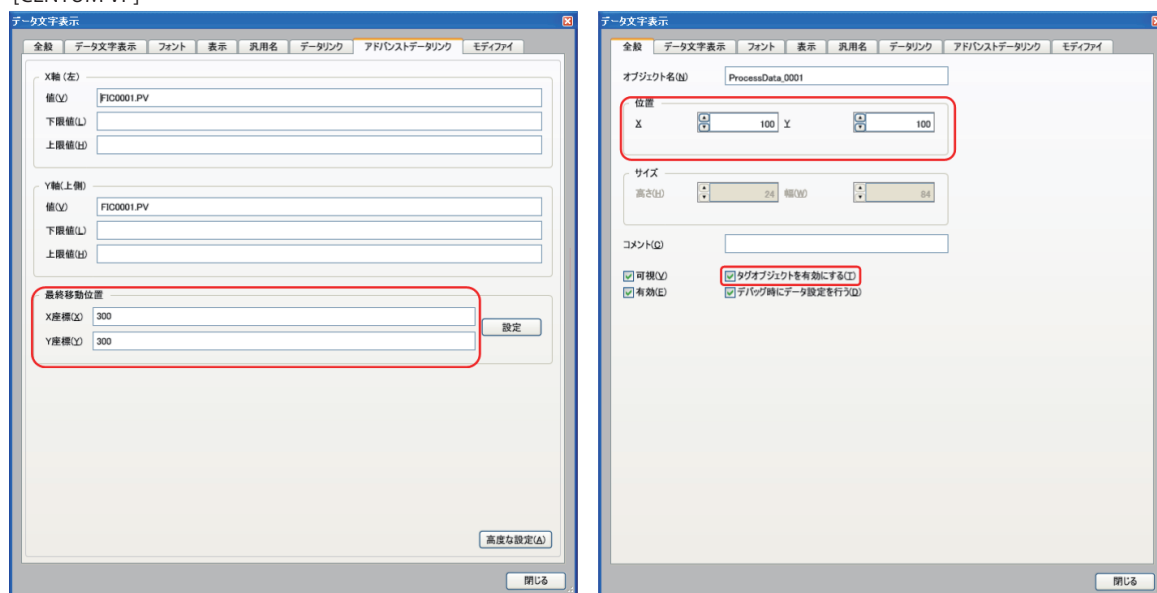 [CENTUM VP]
データ文字表示
全般 データ文字表示 フォント 表示 汎用名 データリンク アドバンストデータリンク モディファイ
X軸(左)
値(V) FIC0001.PV
下限値(L)
上限値(H)
Y軸(上側)
値(V) FIC0001.PV
下限値(L)
上限値(H)
最終移動位置
X座標(X) 300
設定
Y座標(Y) 300
高度な設定(A)
閉じる
データ文字表示
全般 データ文字表示 フォント 表示 汎用名 データリンク アドバンストデータリンク モディファイ
オブジェクト名(N) ProcessData_0001
位置
X 100 Y 100
サイズ
高さ(H) 24 幅(W) 84
コメント(C)
可視(V) タグオブジェクトを有効にする(T)
有効(E) デバッグ時にデータ設定を行う(D)
閉じる